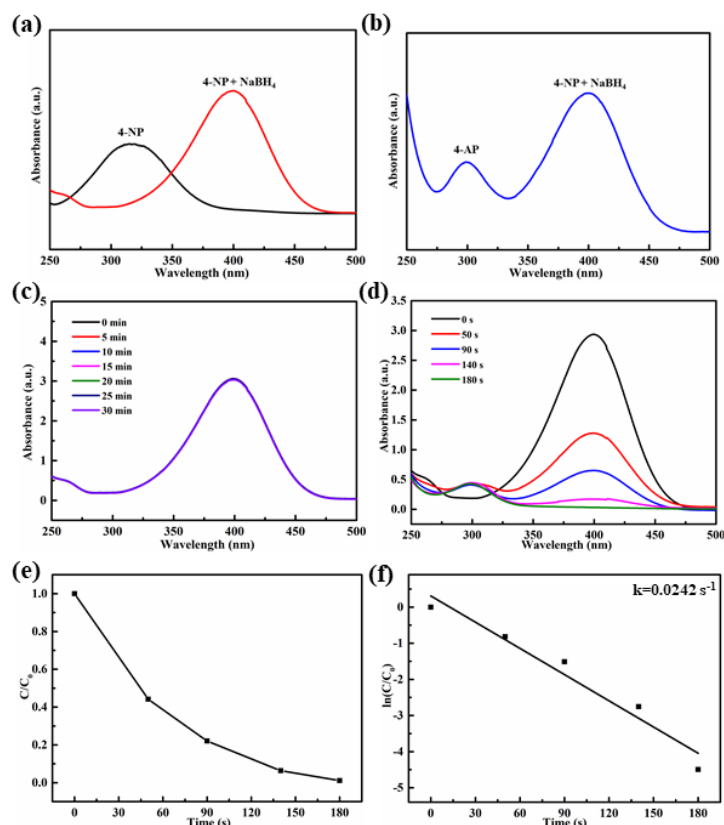 (a)
4-NP + NaBH4
4-NP
Absorbance (a.u.)
250 300 350 400 450 500
Wavelength (nm)
(b)
4-NP + NaBH4
4-AP
Absorbance (a.u.)
250 300 350 400 450 500
Wavelength (nm)
(c)
5
4
3
2
1
0
0 min
5 min
10 min
15 min
20 min
25 min
30 min
Absorbance (a.u.)
250 300 350 400 450 500
Wavelength (nm)
(d)
3.5
3.0
2.5
2.0
1.5
1.0
0.5
0.0
0 s
50 s
90 s
140 s
180 s
Absorbance (a.u.)
250 300 350 400 450 500
Wavelength (nm)
(e)
1.0
0.8
0.6
0.4
0.2
0.0
C/C0
0 30 60 90 120 150 180
Time (s)
(f)
k=0.0242 s-1
0
-1
-2
-3
-4
-5
ln(C/C0)
0 30 60 90 120 150 180
Time (s)